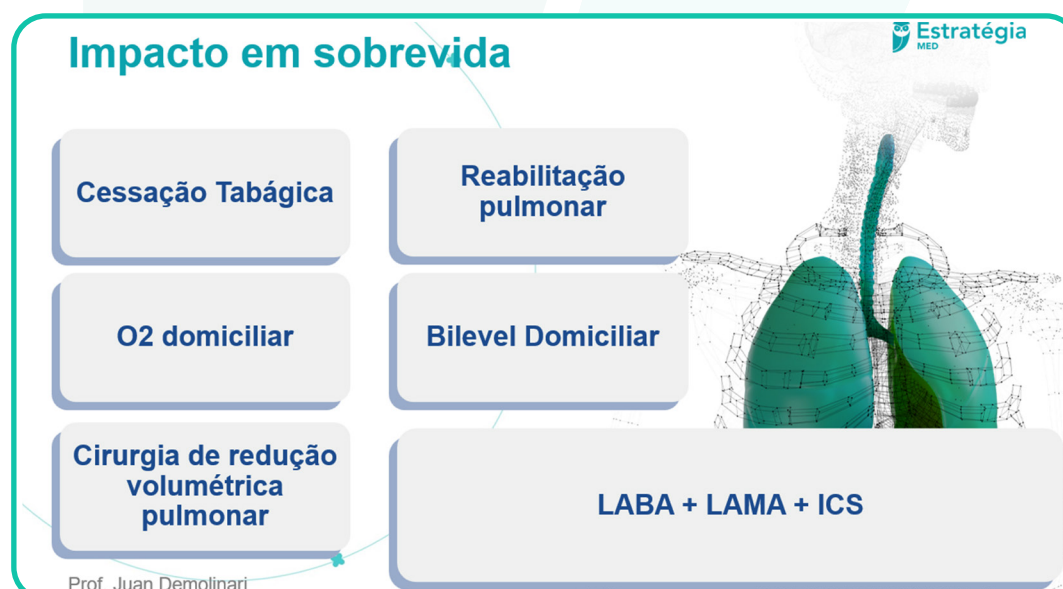 Impacto em sobrevida
Estratégia
MED
Cessação Tabágica
Reabilitação
pulmonar
O2 domiciliar
Bilevel Domiciliar
Cirurgia de redução
volumétrica
pulmonar
LABA + LAMA + ICS
Prof. Juan Demolinari